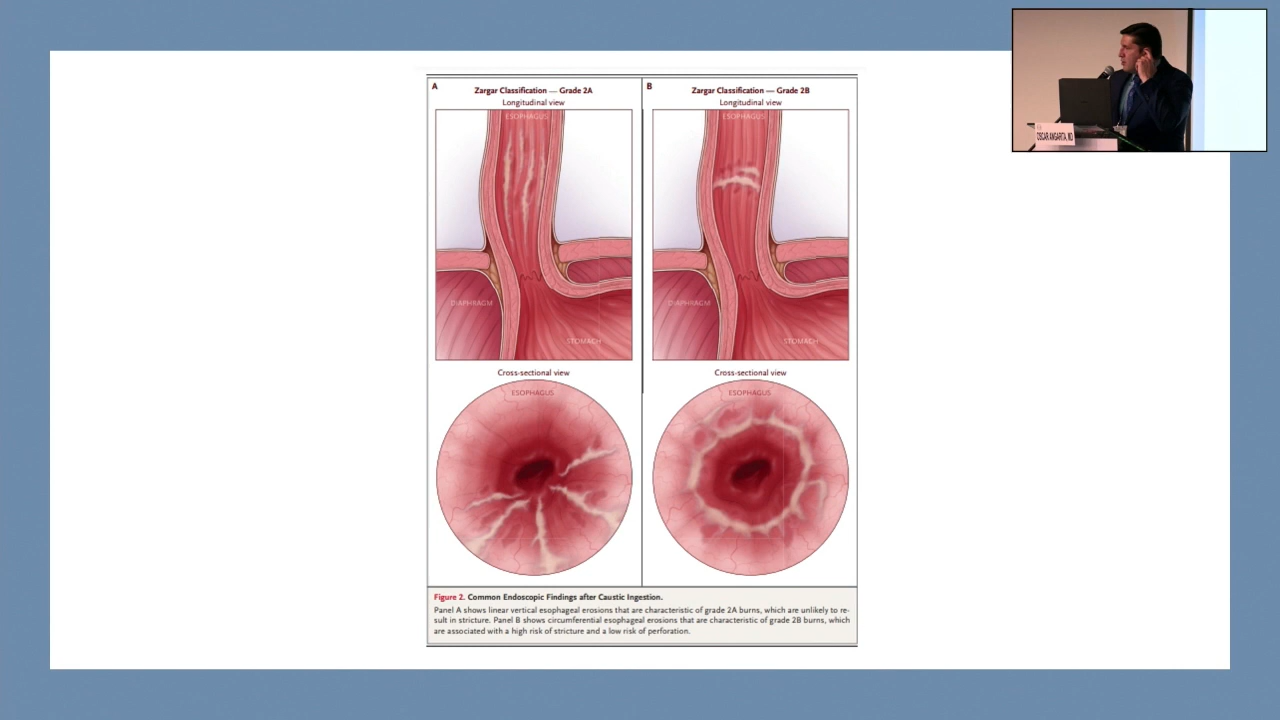 A
Zargar Classification — Grade 2A
Longitudinal view
ESOPHAGUS
DIAPHRAGM
STOMACH
Cross-sectional view
ESOPHAGUS
B
Zargar Classification — Grade 2B
Longitudinal view
ESOPHAGUS
DIAPHRAGM
STOMACH
Cross-sectional view
ESOPHAGUS
Figure 2. Common Endoscopic Findings after Caustic Ingestion.
Panel A shows linear vertical esophageal erosions that are characteristic of grade 2A burns, which are unlikely to re-
sult in stricture. Panel B shows circumferential esophageal erosions that are characteristic of grade 2B burns, which
are associated with a high risk of stricture and a low risk of perforation.
OSCAR ANGARITA, MD